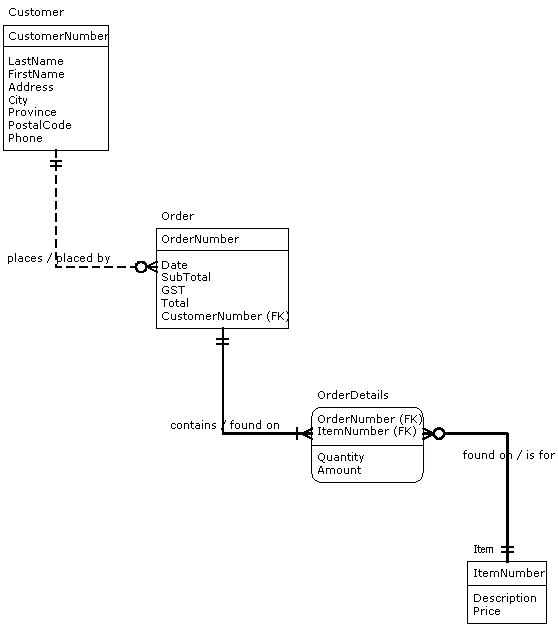 Customer
CustomerNumber
LastName
FirstName
Address
City
Province
PostalCode
Phone
places / placed by
Order
OrderNumber
Date
SubTotal
GST
Total
CustomerNumber (FK)
contains / found on
OrderDetails
OrderNumber (FK)
ItemNumber (FK)
Quantity
Amount
found on / is for
Item
ItemNumber
Description
Price